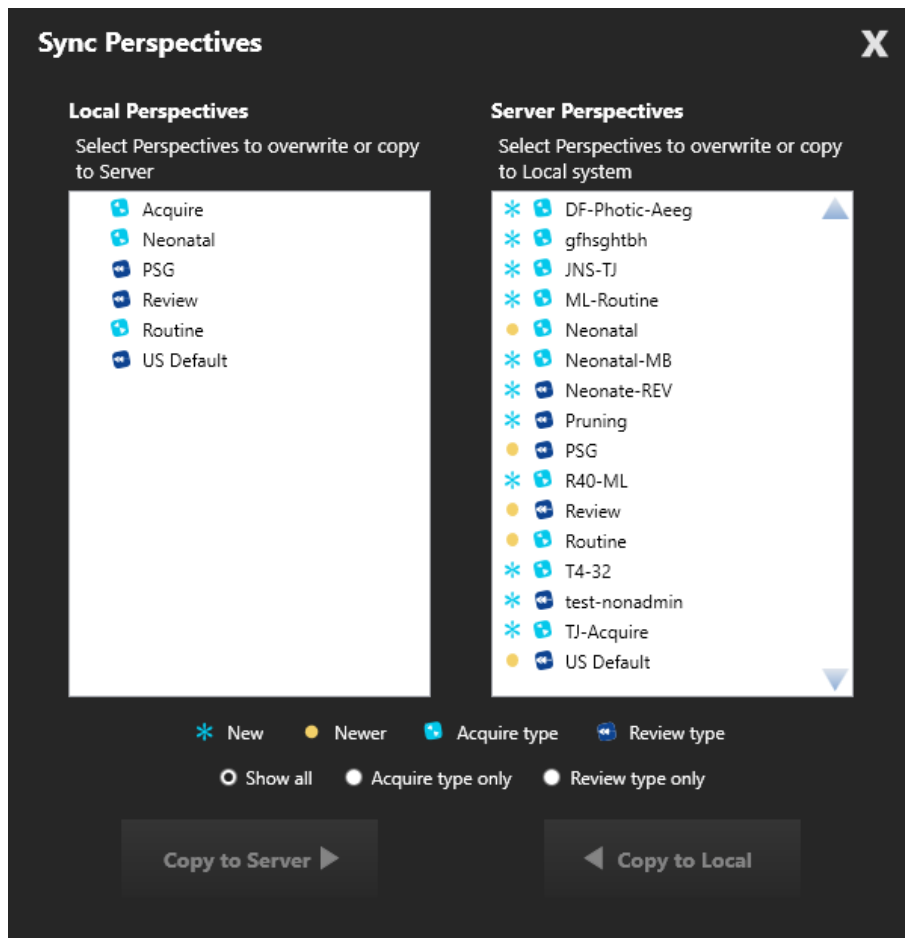 Sync Perspectives
X
Local Perspectives
Select Perspectives to overwrite or copy
to Server
Acquire
Neonatal
PSG
Review
Routine
US Default
Server Perspectives
Select Perspectives to overwrite or copy
to Local system
DF-Photic-Aeeg
gfhsghtbh
JNS-TJ
ML-Routine
Neonatal
Neonatal-MB
Neonate-REV
Pruning
PSG
R40-ML
Review
Routine
T4-32
test-nonadmin
TJ-Acquire
US Default
New Newer Acquire type Review type
Show all Acquire type only Review type only
Copy to Server
Copy to Local